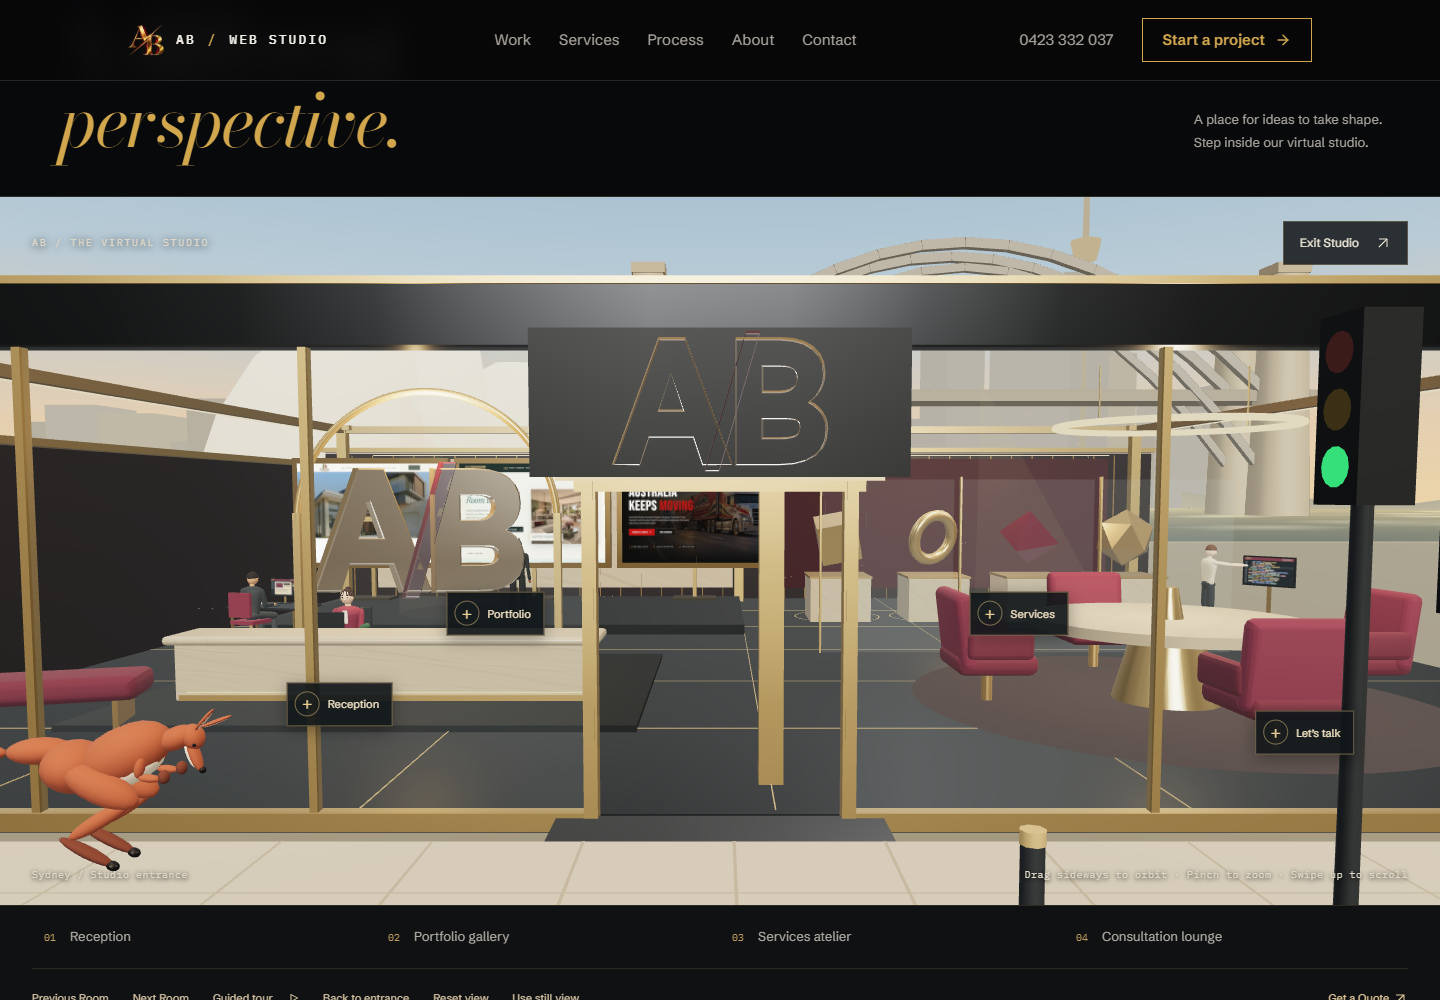 AB AB / WEB STUDIO
Work Services Process About Contact
0423 332 037
Start a project
perspective.
A place for ideas to take shape.
Step inside our virtual studio.
AB / THE VIRTUAL STUDIO
Exit Studio
AB
AB
AUSTRALIA
KEEPS MOVING
Portfolio
Services
Reception
Let's talk
Sydney / Studio entrance
Drag sideways to orbit · Pinch to zoom · Swipe up to scroll
01 Reception
02 Portfolio gallery
03 Services atelier
04 Consultation lounge
Previous Room Next Room Guided tour Back to entrance Reset view Use still view
Get a Quote